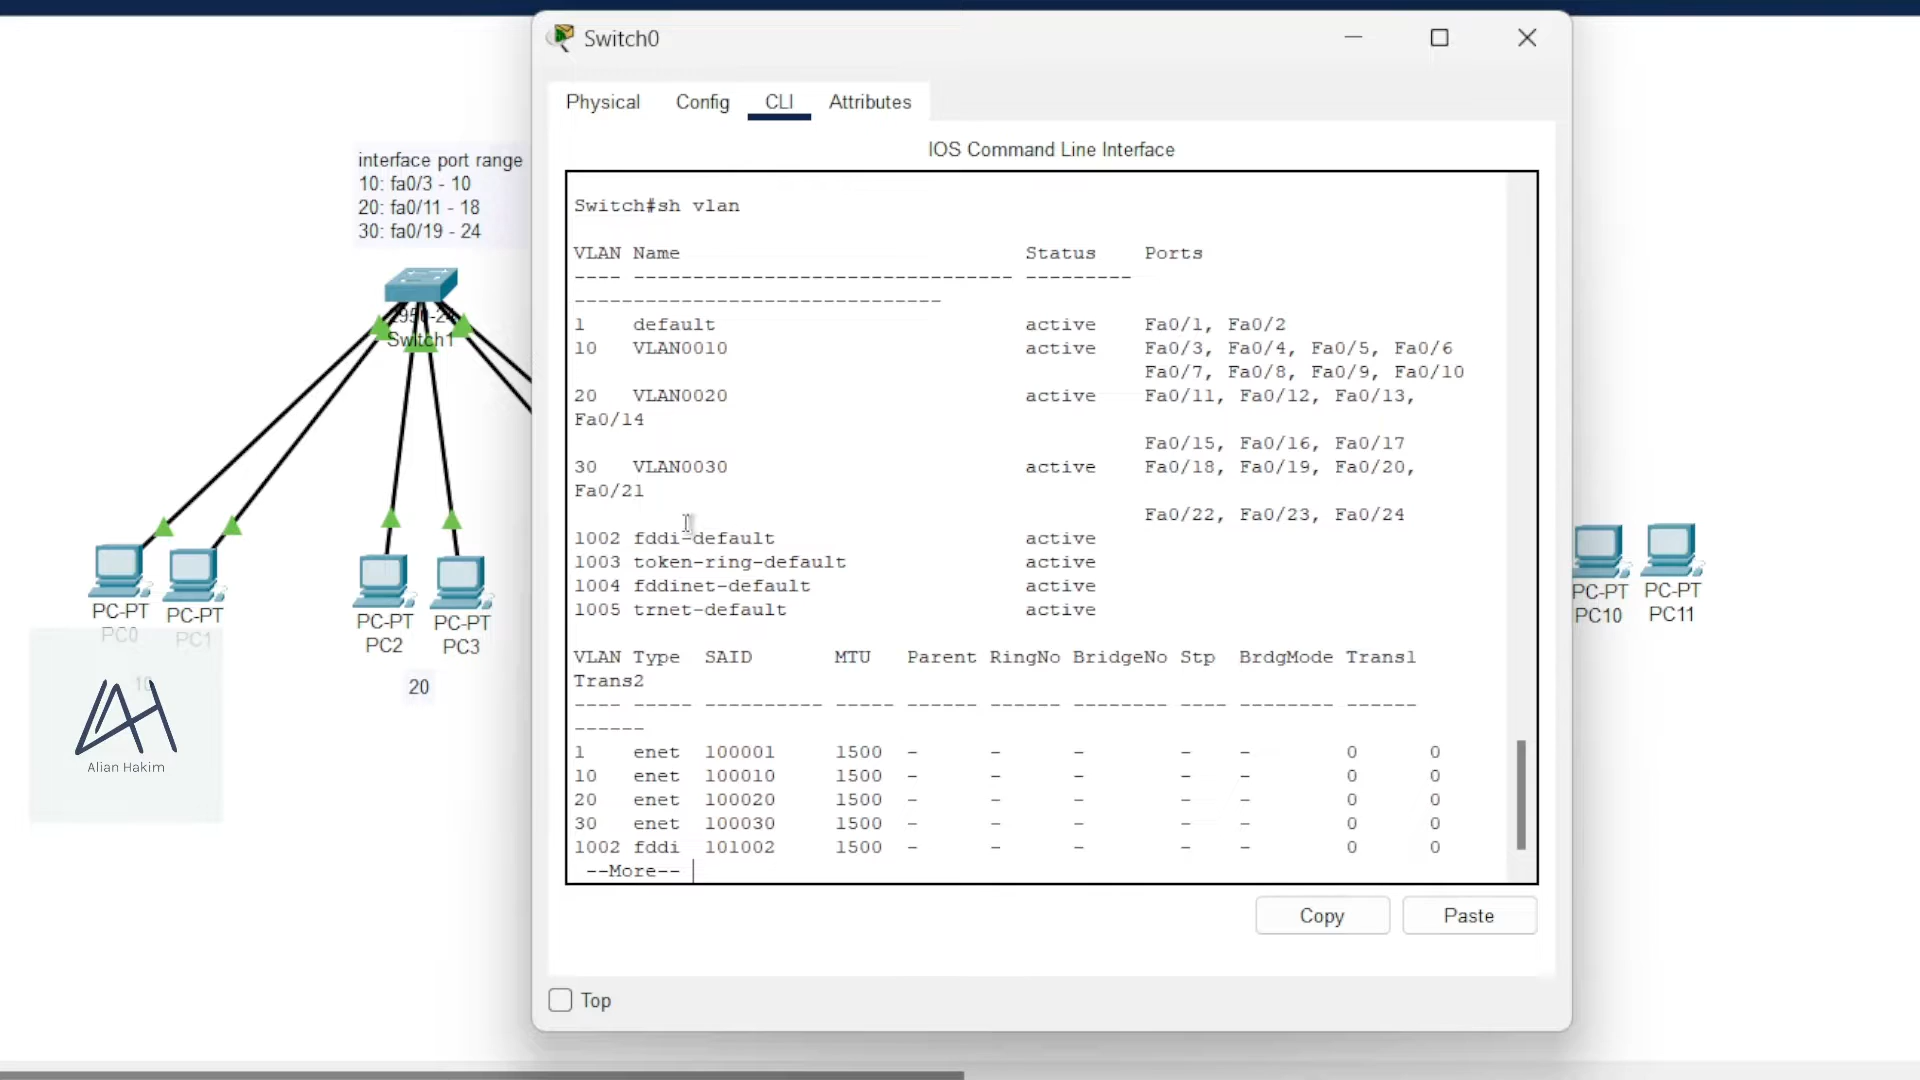 Switch0
Physical Config CLI Attributes
IOS Command Line Interface
interface port range
10: fa0/3 - 10
20: fa0/11 - 18
30: fa0/19 - 24
Switch1
PC-PT
PC0
PC-PT
PC1
PC-PT
PC2
PC-PT
PC3
10
20
Alian Hakim
Switch#sh vlan
VLAN Name Status Ports
---- -------------------------------- ---------
-------------------------------
1 default active Fa0/1, Fa0/2
10 VLAN0010 active Fa0/3, Fa0/4, Fa0/5, Fa0/6
Fa0/7, Fa0/8, Fa0/9, Fa0/10
20 VLAN0020 active Fa0/11, Fa0/12, Fa0/13,
Fa0/14
Fa0/15, Fa0/16, Fa0/17
30 VLAN0030 active Fa0/18, Fa0/19, Fa0/20,
Fa0/21
Fa0/22, Fa0/23, Fa0/24
1002 fddi-default active
1003 token-ring-default active
1004 fddinet-default active
1005 trnet-default active
VLAN Type SAID MTU Parent RingNo BridgeNo Stp BrdgMode Trans1
Trans2
---- ----- ---------- ----- ------ ------ -------- ---- -------- ------
------
1 enet 100001 1500 - - - - - 0 0
10 enet 100010 1500 - - - - - 0 0
20 enet 100020 1500 - - - - - 0 0
30 enet 100030 1500 - - - - - 0 0
1002 fddi 101002 1500 - - - - - 0 0
--More--
Copy Paste
Top
PC-PT
PC10
PC-PT
PC11